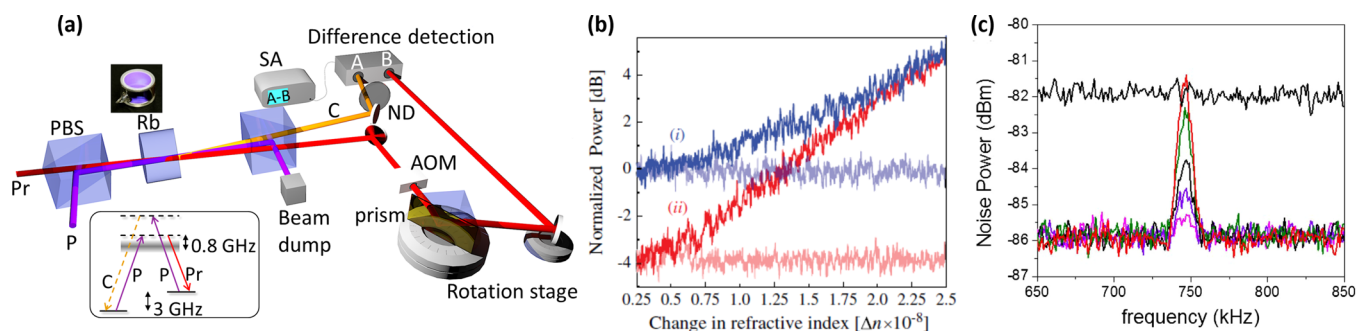 (a)
Difference detection
SA
A B
A-B
C
ND
PBS
Rb
Pr
P
AOM
prism
Beam
dump
Rotation stage
0.8 GHz
C P P Pr
3 GHz
(b)
Normalized Power [dB]
4
2
0
-2
-4
(i)
(ii)
0.25 0.5 0.75 1.0 1.25 1.5 1.75 2.0 2.25 2.5
Change in refractive index [Δn×10⁻⁸]
(c)
Noise Power (dBm)
-80
-81
-82
-83
-84
-85
-86
-87
650 700 750 800 850
frequency (kHz)